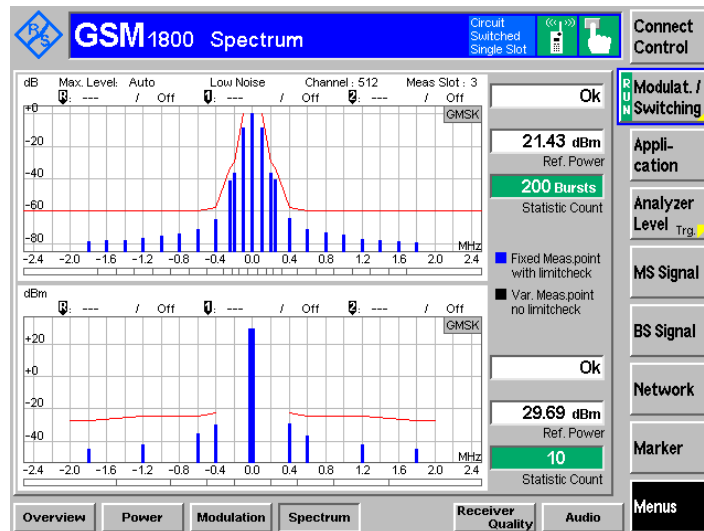 R S
GSM 1800 Spectrum
Circuit Switched Single Slot
Connect Control
dB Max. Level: Auto Low Noise Channel : 512 Meas Slot : 3
R: --- / Off 1: --- / Off 2: --- / Off
GMSK
+0
-20
-40
-60
-80
MHz
-2.4 -2.0 -1.6 -1.2 -0.8 -0.4 0.0 0.4 0.8 1.2 1.6 2.0 2.4
Ok
21.43 dBm
Ref. Power
200 Bursts
Statistic Count
Fixed Meas.point
with limitcheck
Var. Meas.point
no limitcheck
dBm
R: --- / Off 1: --- / Off 2: --- / Off
GMSK
+20
+0
-20
-40
MHz
-2.4 -2.0 -1.6 -1.2 -0.8 -0.4 0.0 0.4 0.8 1.2 1.6 2.0 2.4
Ok
29.69 dBm
Ref. Power
10
Statistic Count
RUN
Modulat. / Switching
Appli-
cation
Analyzer
Level Trg.
MS Signal
BS Signal
Network
Marker
Menus
Overview Power Modulation Spectrum Receiver Quality Audio